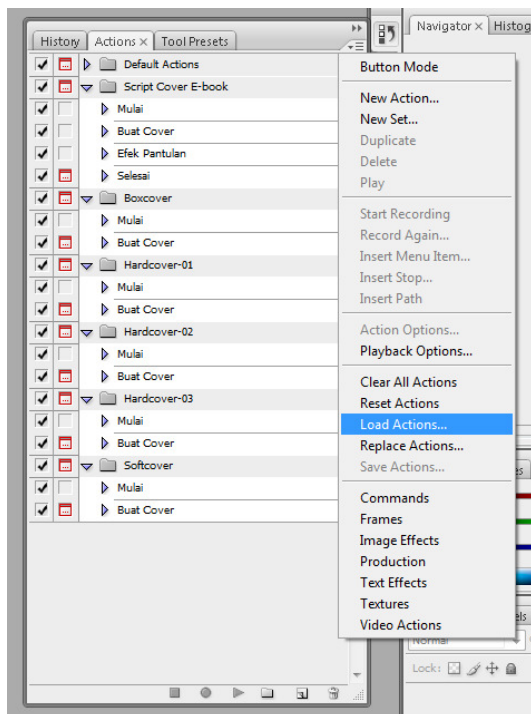 History
Actions
Tool Presets
Default Actions
Script Cover E-book
Mulai
Buat Cover
Efek Pantulan
Selesai
Boxcover
Mulai
Buat Cover
Hardcover-01
Mulai
Buat Cover
Hardcover-02
Mulai
Buat Cover
Hardcover-03
Mulai
Buat Cover
Softcover
Mulai
Buat Cover
Button Mode
New Action...
New Set...
Duplicate
Delete
Play
Start Recording
Record Again...
Insert Menu Item...
Insert Stop...
Insert Path
Action Options...
Playback Options...
Clear All Actions
Reset Actions
Load Actions...
Replace Actions...
Save Actions...
Commands
Frames
Image Effects
Production
Text Effects
Textures
Video Actions
Navigator
Histog
Normal
Lock: